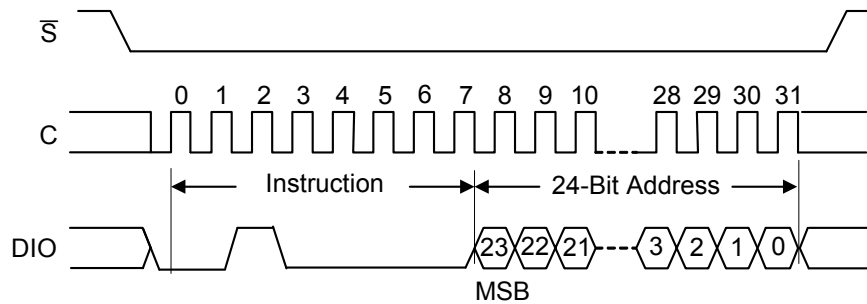 S̅
0 1 2 3 4 5 6 7 8 9 10 28 29 30 31
C
Instruction 24-Bit Address
DIO 23 22 21 3 2 1 0
MSB